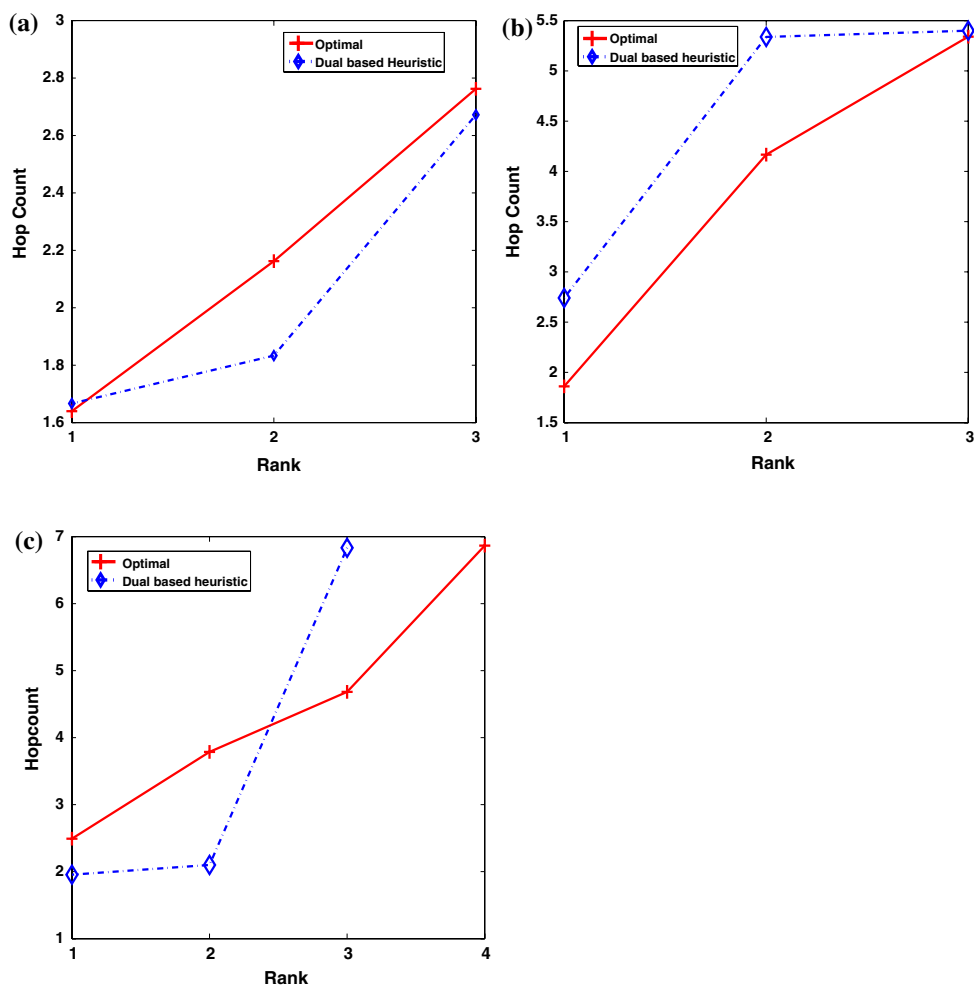 (a)
3
2.8
2.6
2.4
2.2
2
1.8
1.6
Hop Count
1 2 3
Rank
Optimal
Dual based Heuristic
(b)
5.5
5
4.5
4
3.5
3
2.5
2
1.5
Hop Count
1 2 3
Rank
Optimal
Dual based heuristic
(c)
7
6
5
4
3
2
1
Hopcount
1 2 3 4
Rank
Optimal
Dual based heuristic